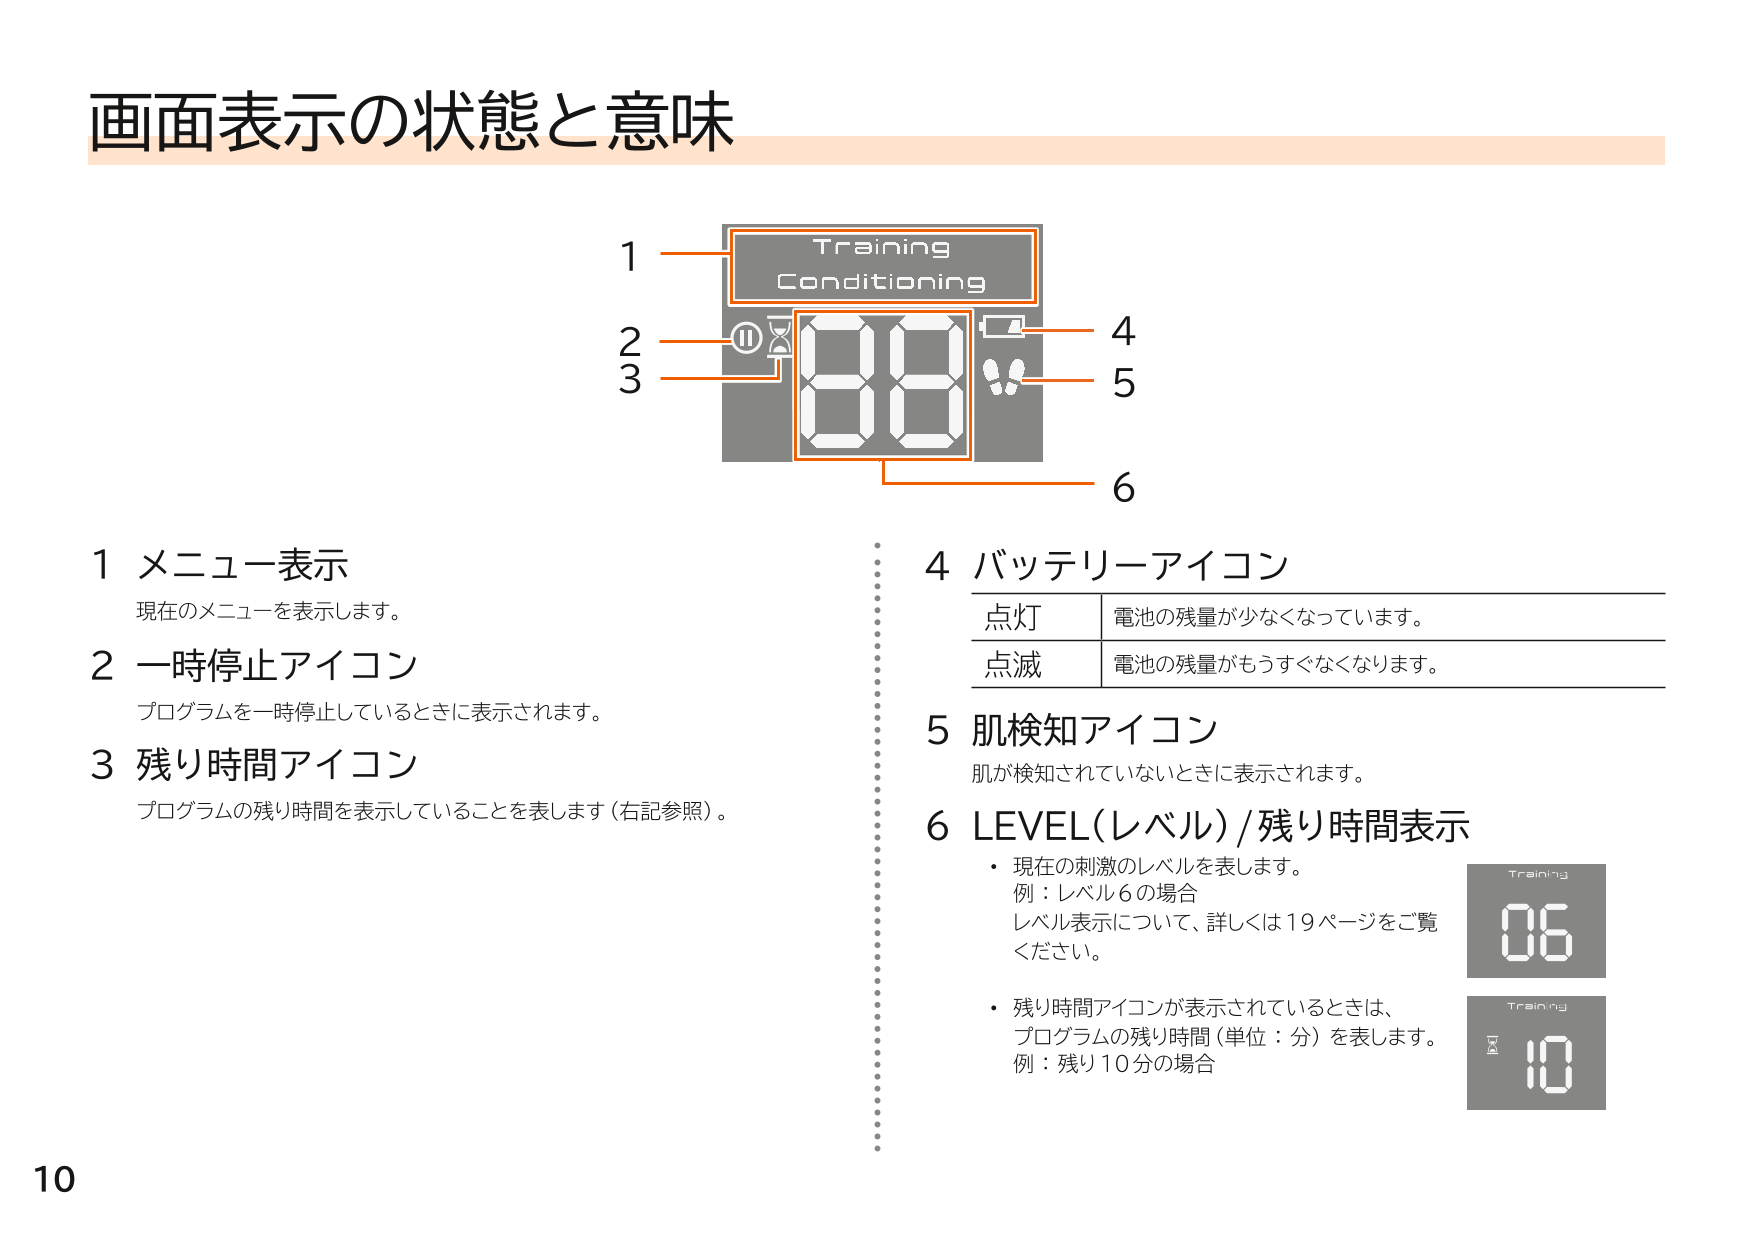 画面表示の状態と意味
1
Training
Conditioning
2
3
88
4
5
6
1 メニュー表示
現在のメニューを表示します。
2 一時停止アイコン
プログラムを一時停止しているときに表示されます。
3 残り時間アイコン
プログラムの残り時間を表示していることを表します（右記参照）。
4 バッテリーアイコン
点灯 電池の残量が少なくなっています。
点滅 電池の残量がもうすぐなくなります。
5 肌検知アイコン
肌が検知されていないときに表示されます。
6 LEVEL（レベル）/残り時間表示
• 現在の刺激のレベルを表します。
例：レベル6の場合
レベル表示について、詳しくは19ページをご覧
ください。
Training
06
• 残り時間アイコンが表示されているときは、
プログラムの残り時間（単位：分）を表します。
例：残り10分の場合
Training
10
10